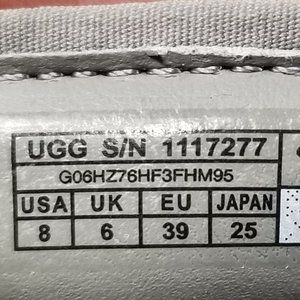 UGG S/N 1117277
G06HZ76HF3FHM95
USA UK EU JAPAN
8 6 39 25